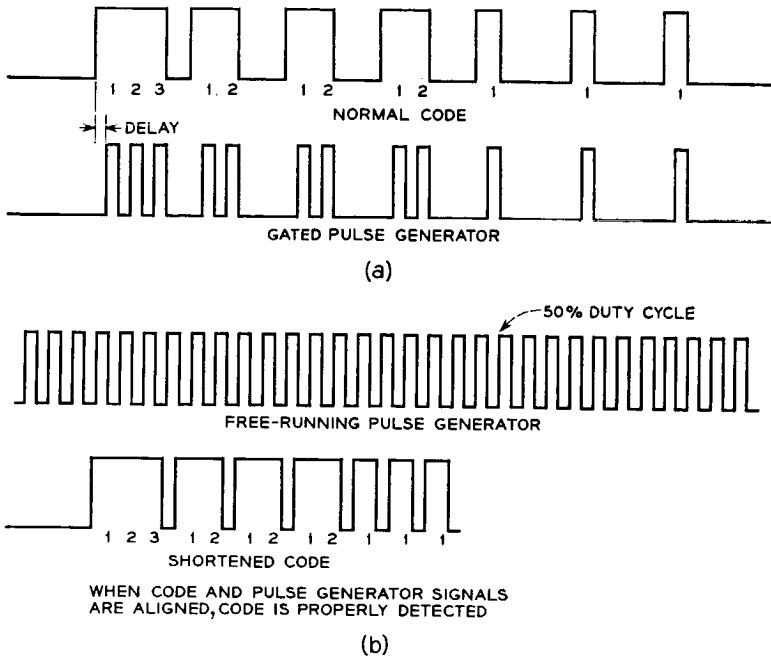 1 2 3 1 2 1 2 1 2 1 1 1
NORMAL CODE
DELAY
GATED PULSE GENERATOR
(a)
50% DUTY CYCLE
FREE-RUNNING PULSE GENERATOR
1 2 3 1 2 1 2 1 2 1 1 1
SHORTENED CODE
WHEN CODE AND PULSE GENERATOR SIGNALS
ARE ALIGNED, CODE IS PROPERLY DETECTED
(b)